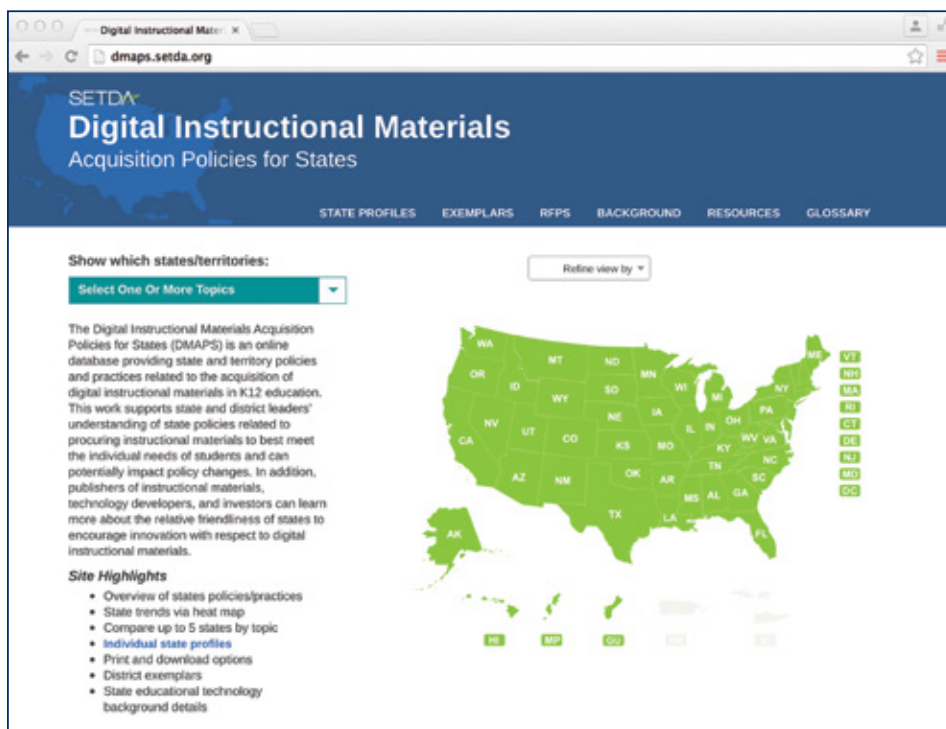 Digital Instructional Mater
dmaps.setda.org
SETDA
Digital Instructional Materials
Acquisition Policies for States
STATE PROFILES EXEMPLARS RFPS BACKGROUND RESOURCES GLOSSARY
Show which states/territories:
Select One Or More Topics
Refine view by
The Digital Instructional Materials Acquisition
Policies for States (DMAPS) is an online
database providing state and territory policies
and practices related to the acquisition of
digital instructional materials in K12 education.
This work supports state and district leaders'
understanding of state policies related to
procuring instructional materials to best meet
the individual needs of students and can
potentially impact policy changes. In addition,
publishers of instructional materials,
technology developers, and investors can learn
more about the relative friendliness of states to
encourage innovation with respect to digital
instructional materials.
Site Highlights
• Overview of states policies/practices
• State trends via heat map
• Compare up to 5 states by topic
• Individual state profiles
• Print and download options
• District exemplars
• State educational technology
background details
WA MT ND MN ME VT
OR ID SD WI MI NY NH
WY MA
NE IA PA RI
NV UT CO IL IN OH CT
CA KS MO KY WV VA DE
NC NJ
AZ NM OK AR TN SC MD
MS AL GA DC
TX LA FL
AK
HI MP GU